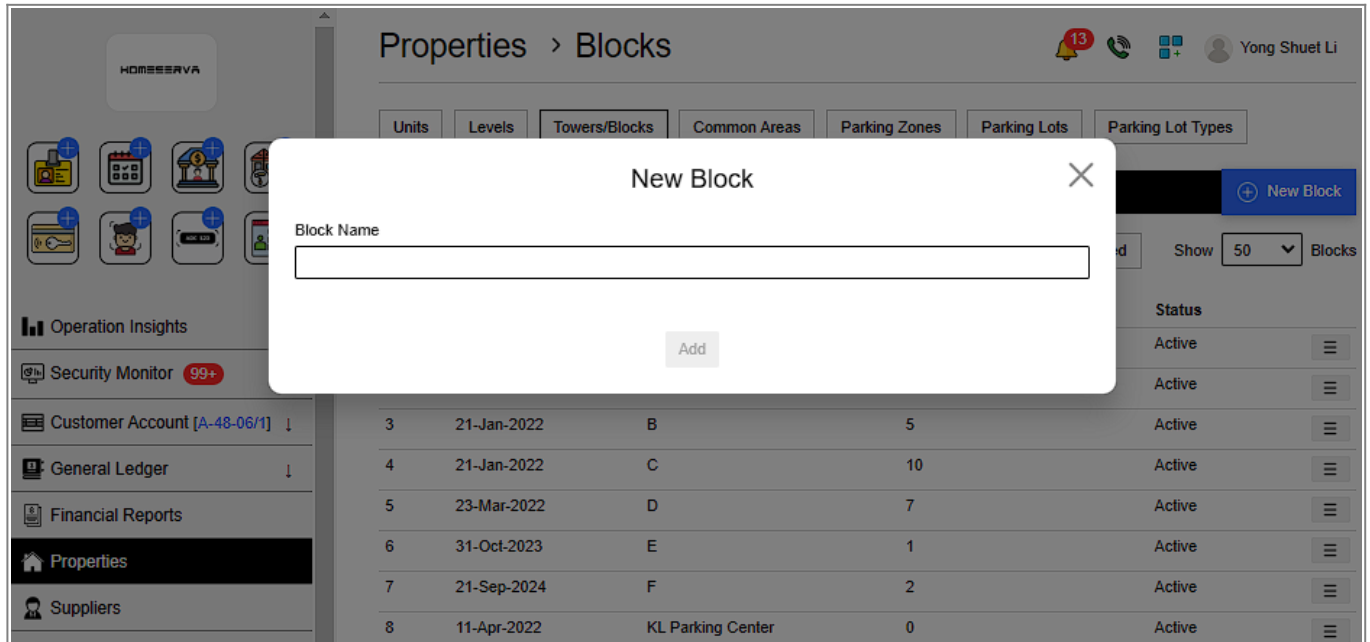 HOMESERVA
Properties > Blocks
13
Yong Shuet Li
Units Levels Towers/Blocks Common Areas Parking Zones Parking Lots Parking Lot Types
New Block
New Block
Block Name
Show 50 Blocks
Add
Status
Active
Active
3 21-Jan-2022 B 5 Active
4 21-Jan-2022 C 10 Active
5 23-Mar-2022 D 7 Active
6 31-Oct-2023 E 1 Active
7 21-Sep-2024 F 2 Active
8 11-Apr-2022 KL Parking Center 0 Active
Operation Insights
Security Monitor 99+
Customer Account [A-48-06/1] ↓
General Ledger ↓
Financial Reports
Properties
Suppliers